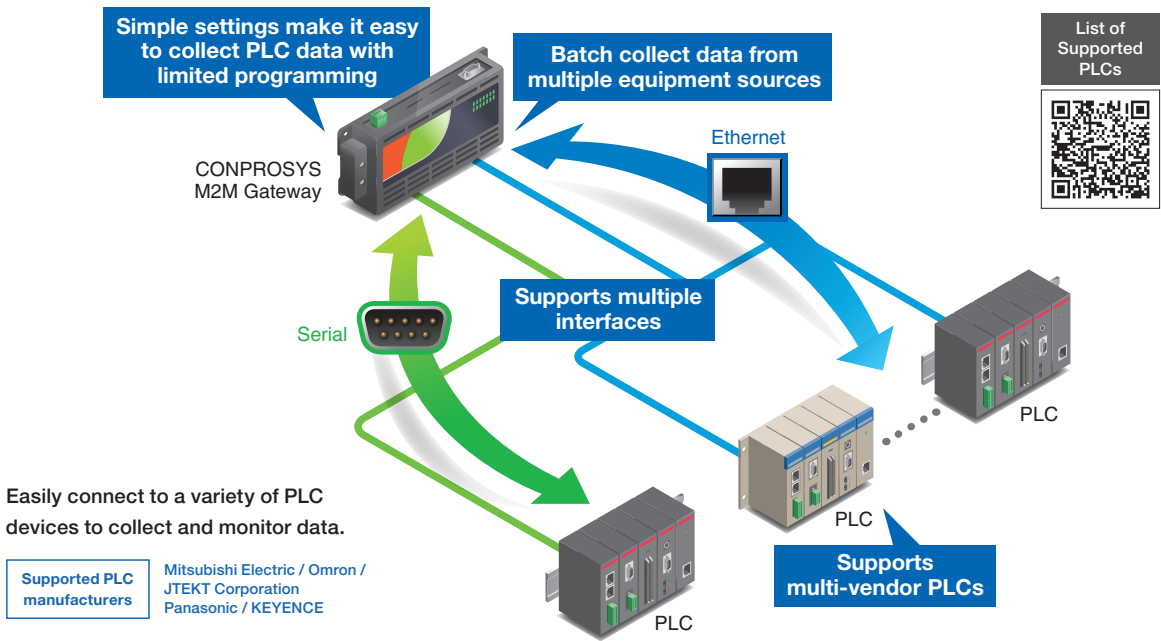 Simple settings make it easy
to collect PLC data with
limited programming
Batch collect data from
multiple equipment sources
List of
Supported
PLCs
Ethernet
CONPROSYS
M2M Gateway
Supports multiple
interfaces
Serial
PLC
PLC
Supports
multi-vendor PLCs
PLC
Easily connect to a variety of PLC
devices to collect and monitor data.
Supported PLC
manufacturers
Mitsubishi Electric / Omron /
JTEKT Corporation
Panasonic / KEYENCE